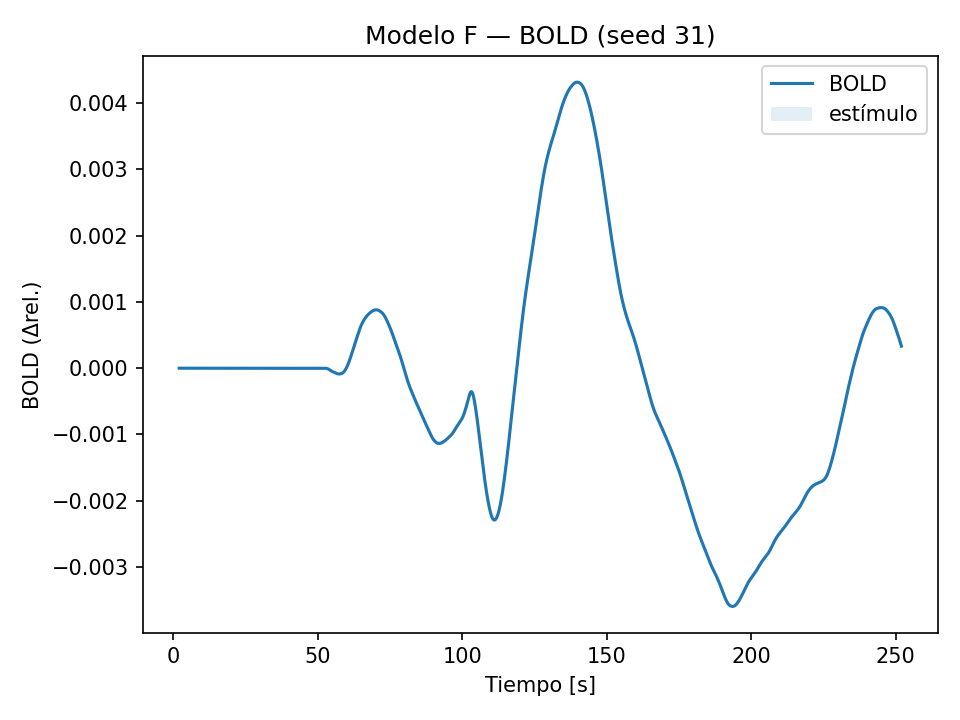 Modelo F — BOLD (seed 31)
BOLD
estímulo
0.004
0.003
0.002
0.001
0.000
−0.001
−0.002
−0.003
BOLD (Δrel.)
0
50
100
150
200
250
Tiempo [s]